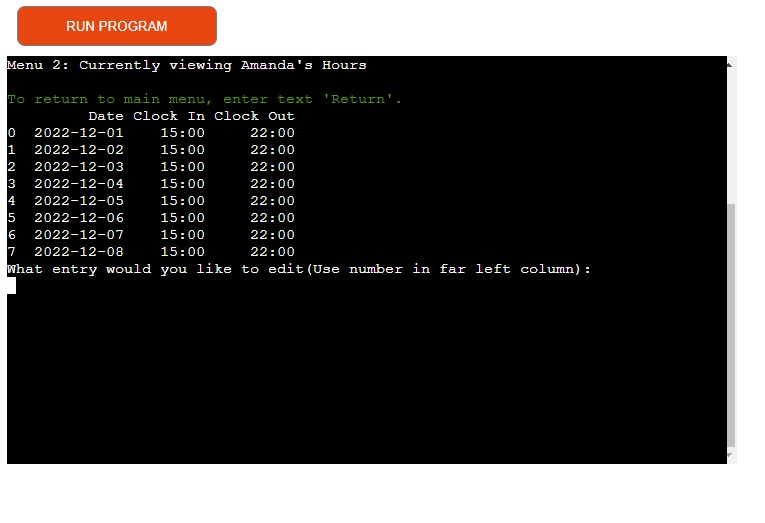 RUN PROGRAM
Menu 2: Currently viewing Amanda's Hours
To return to main menu, enter text 'Return'.
Date Clock In Clock Out
0 2022-12-01 15:00 22:00
1 2022-12-02 15:00 22:00
2 2022-12-03 15:00 22:00
3 2022-12-04 15:00 22:00
4 2022-12-05 15:00 22:00
5 2022-12-06 15:00 22:00
6 2022-12-07 15:00 22:00
7 2022-12-08 15:00 22:00
What entry would you like to edit(Use number in far left column):